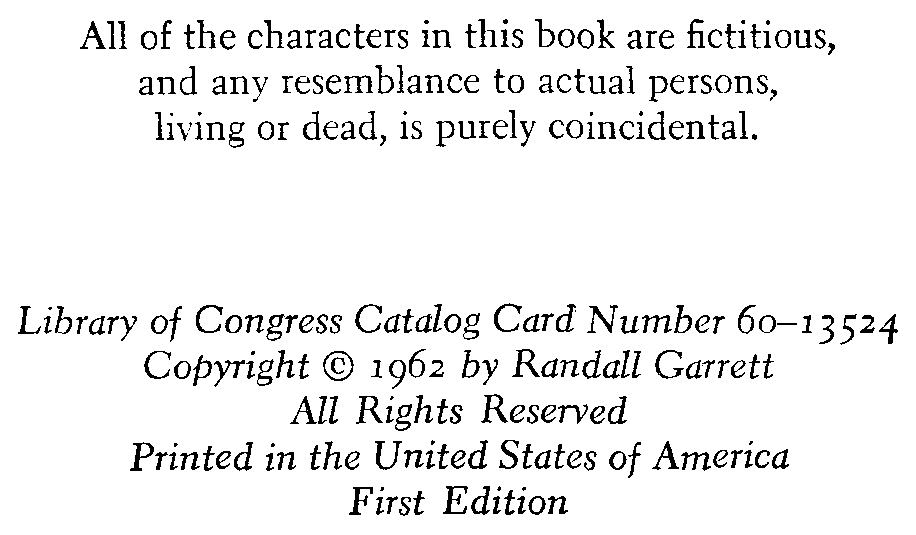 All of the characters in this book are fictitious,
and any resemblance to actual persons,
living or dead, is purely coincidental.
Library of Congress Catalog Card Number 60–13524
Copyright © 1962 by Randall Garrett
All Rights Reserved
Printed in the United States of America
First Edition